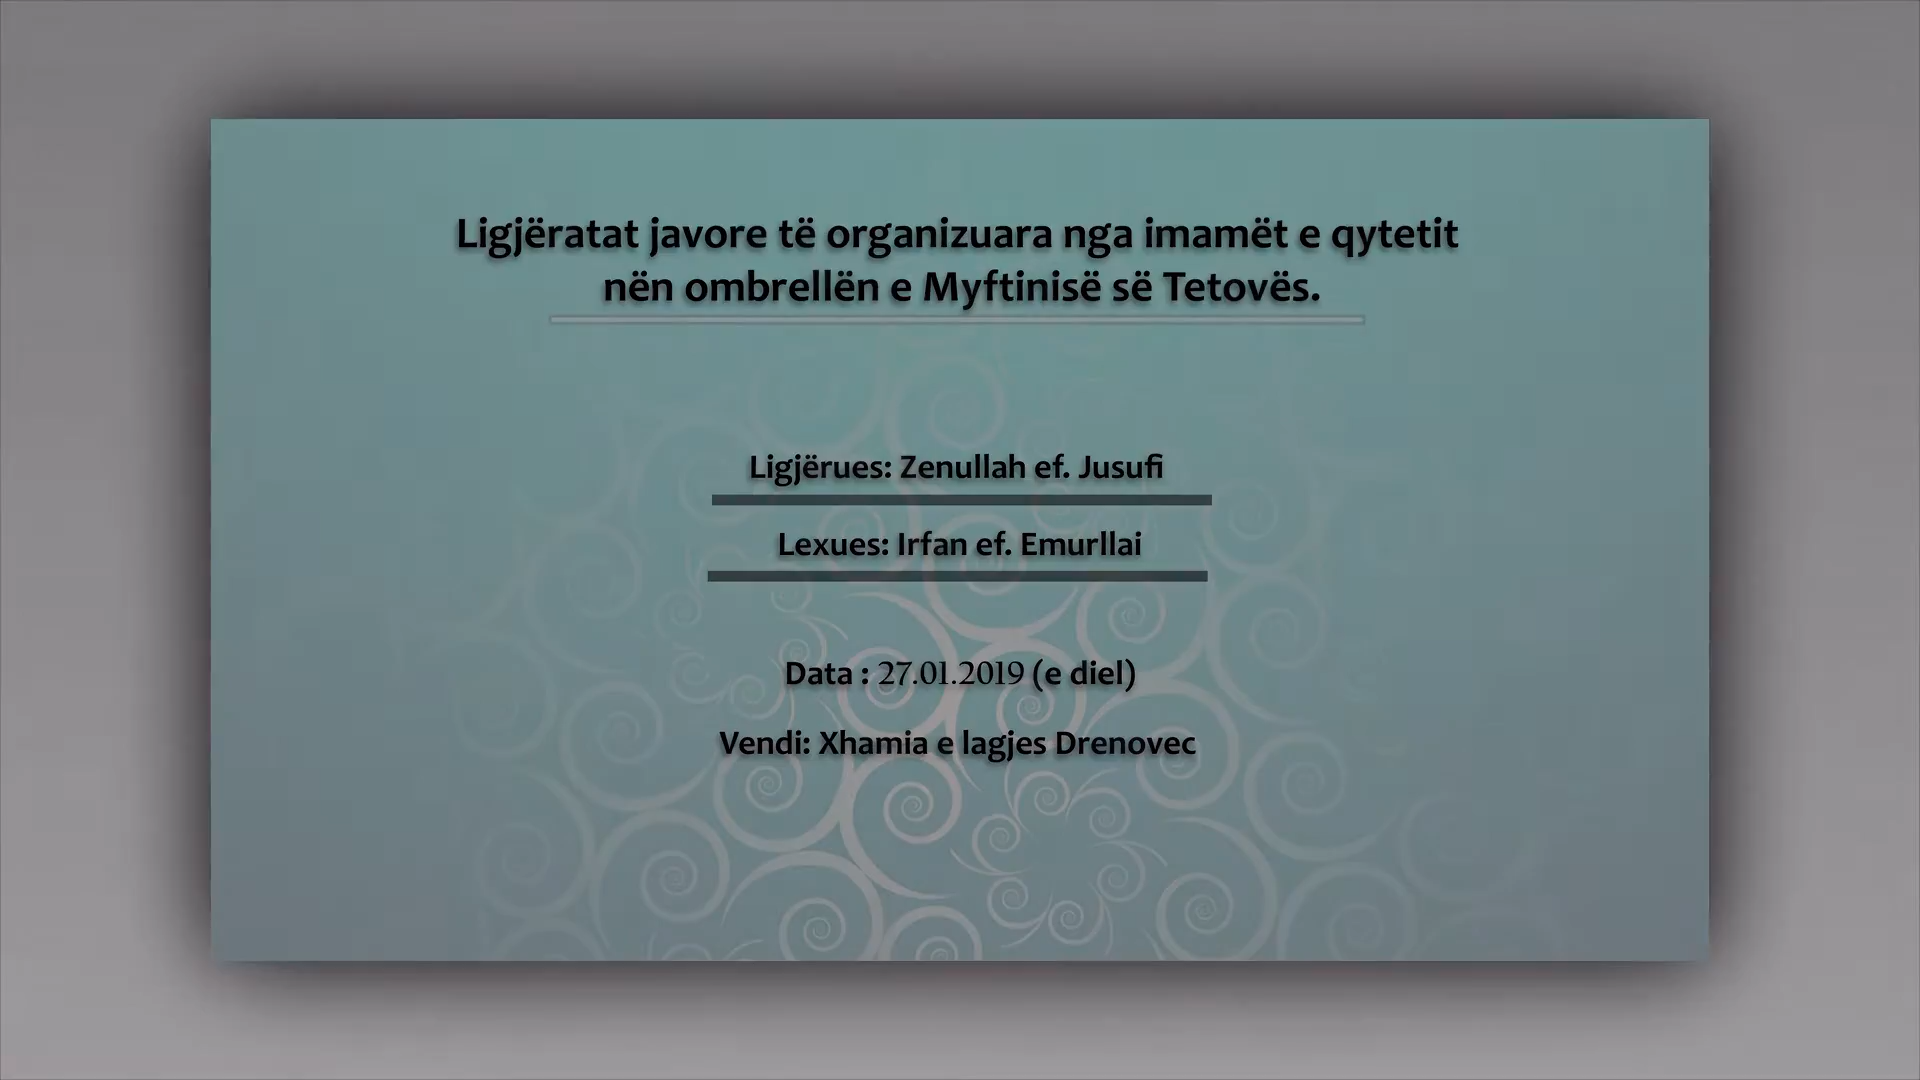 Ligjëratat javore të organizuara nga imamët e qytetit
nën ombrellën e Myftinisë së Tetovës.
Ligjërues: Zenullah ef. Jusufi
Lexues: Irfan ef. Emurllai
Data : 27.01.2019 (e diel)
Vendi: Xhamia e lagjes Drenovec